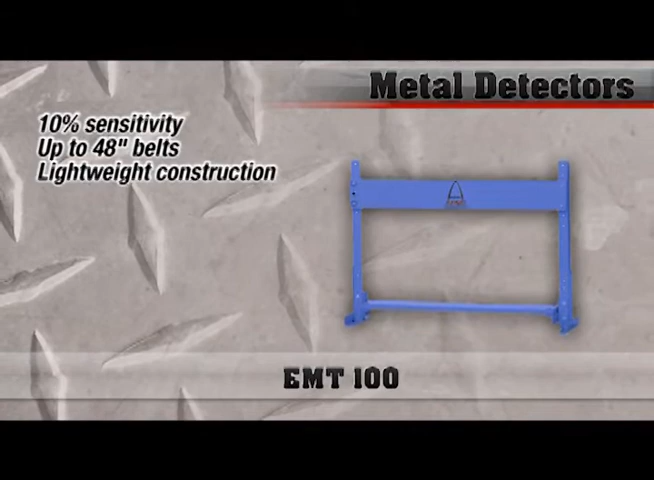 Metal Detectors
10% sensitivity
Up to 48" belts
Lightweight construction
EMT 100